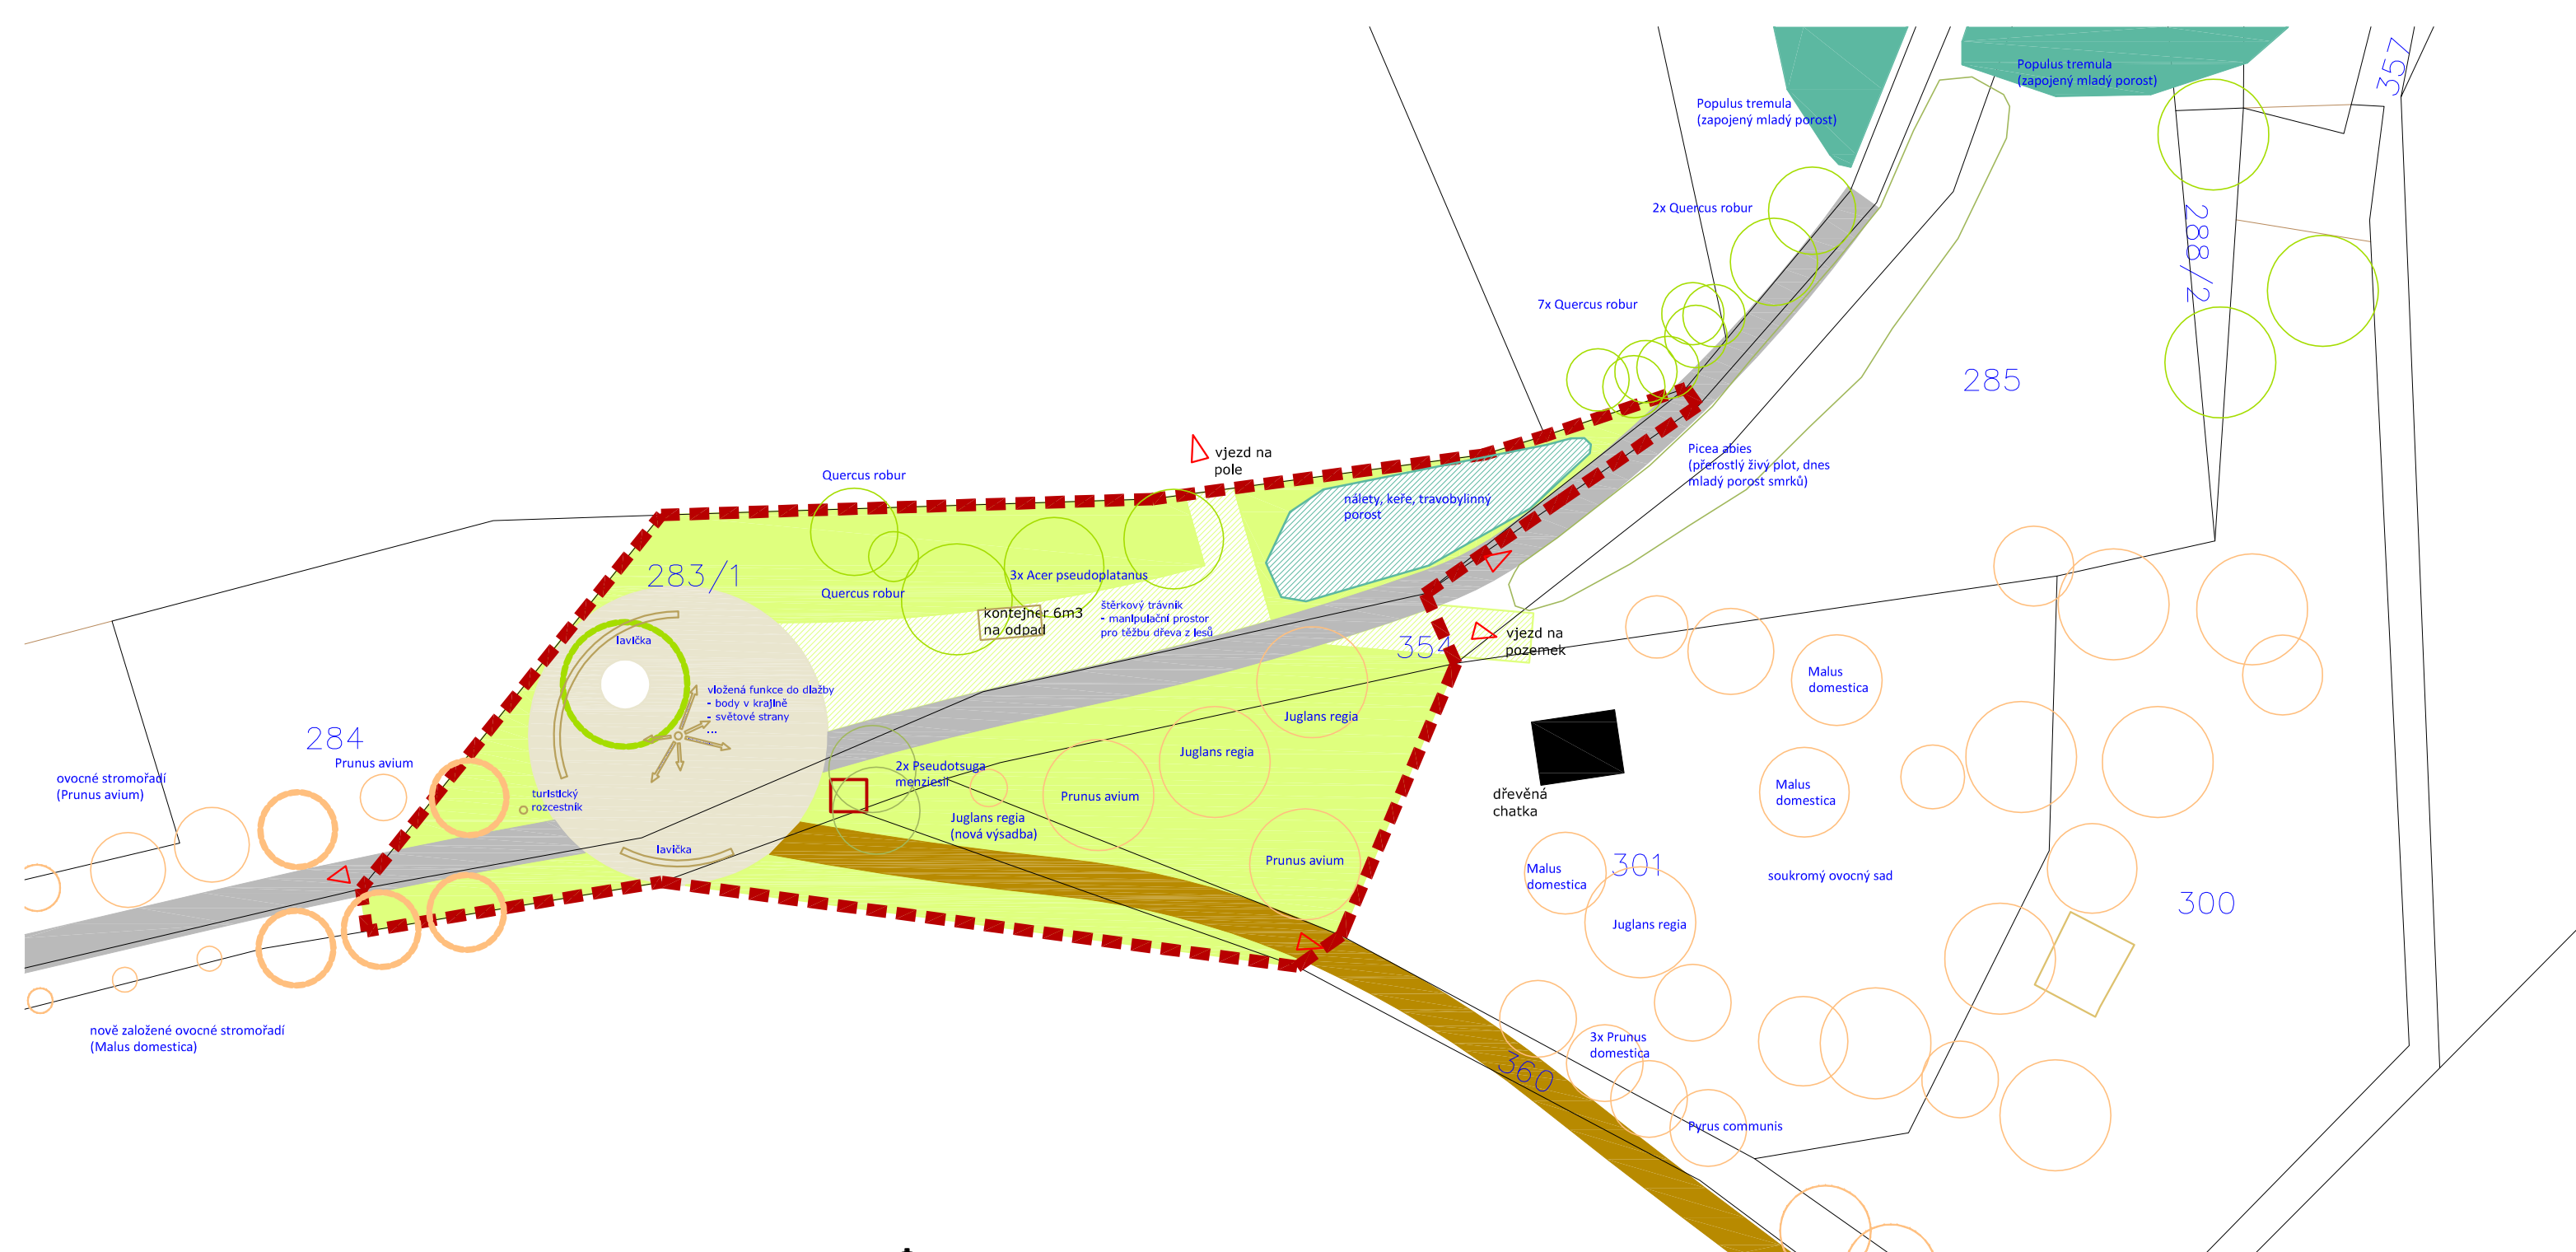 357
Populus tremula
(zapojený mladý porost)
Populus tremula
(zapojený mladý porost)
2x Quercus robur
288/2
7x Quercus robur
285
vjezd na
pole
Picea abies
(přerostlý živý plot, dnes
mladý porost smrků)
Quercus robur
nálety, keře, travobylinný
porost
283/1
3x Acer pseudoplatanus
Quercus robur
kontejner 6m3
na odpad
štěrkový trávník
- manipulační prostor
pro těžbu dřeva z lesů
lavička
354
vjezd na
pozemek
Malus
domestica
vložená funkce do dlažby
- body v krajině
- světové strany
...
Juglans regia
284
Prunus avium
Juglans regia
ovocné stromořadí
(Prunus avium)
2x Pseudotsuga
menziesii
turistický
rozcestník
Prunus avium
Malus
domestica
dřevěná
chatka
Juglans regia
(nová výsadba)
lavička
Prunus avium
Malus
domestica
301
soukromý ovocný sad
300
Juglans regia
nově založené ovocné stromořadí
(Malus domestica)
3x Prunus
domestica
360
Pyrus communis